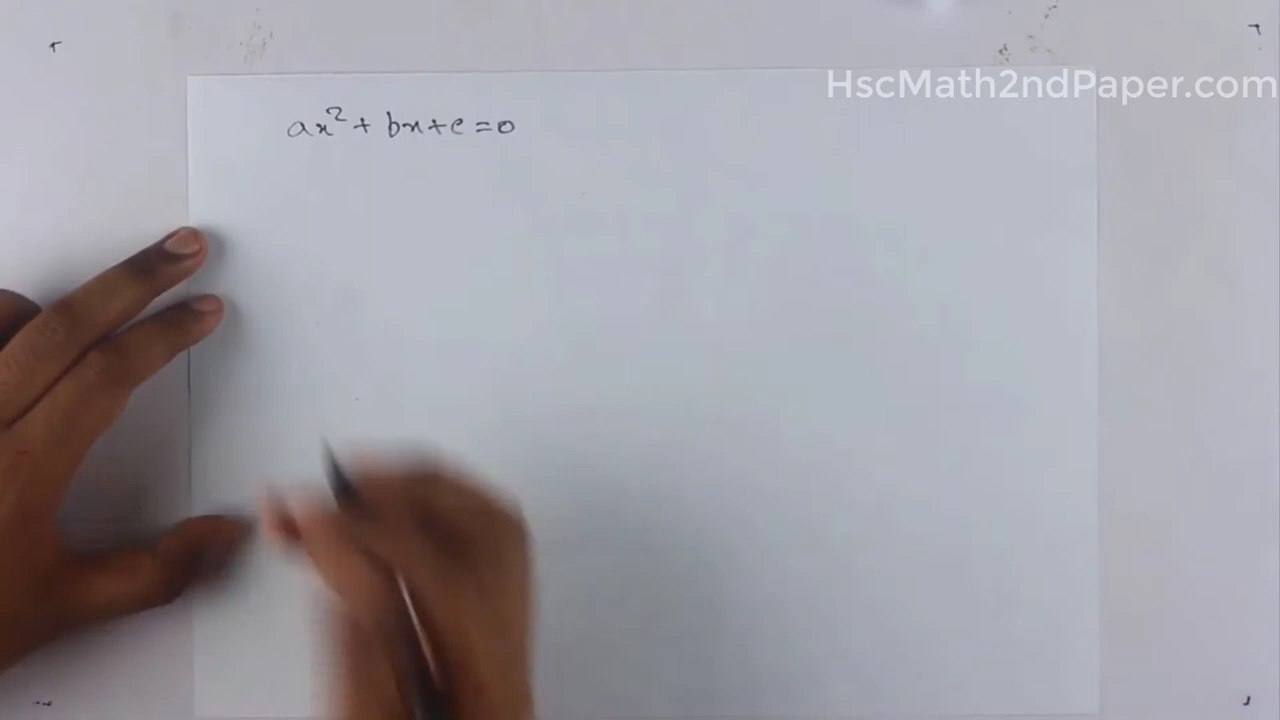 HscMath2ndPaper.com
ax² + bx + c = 0